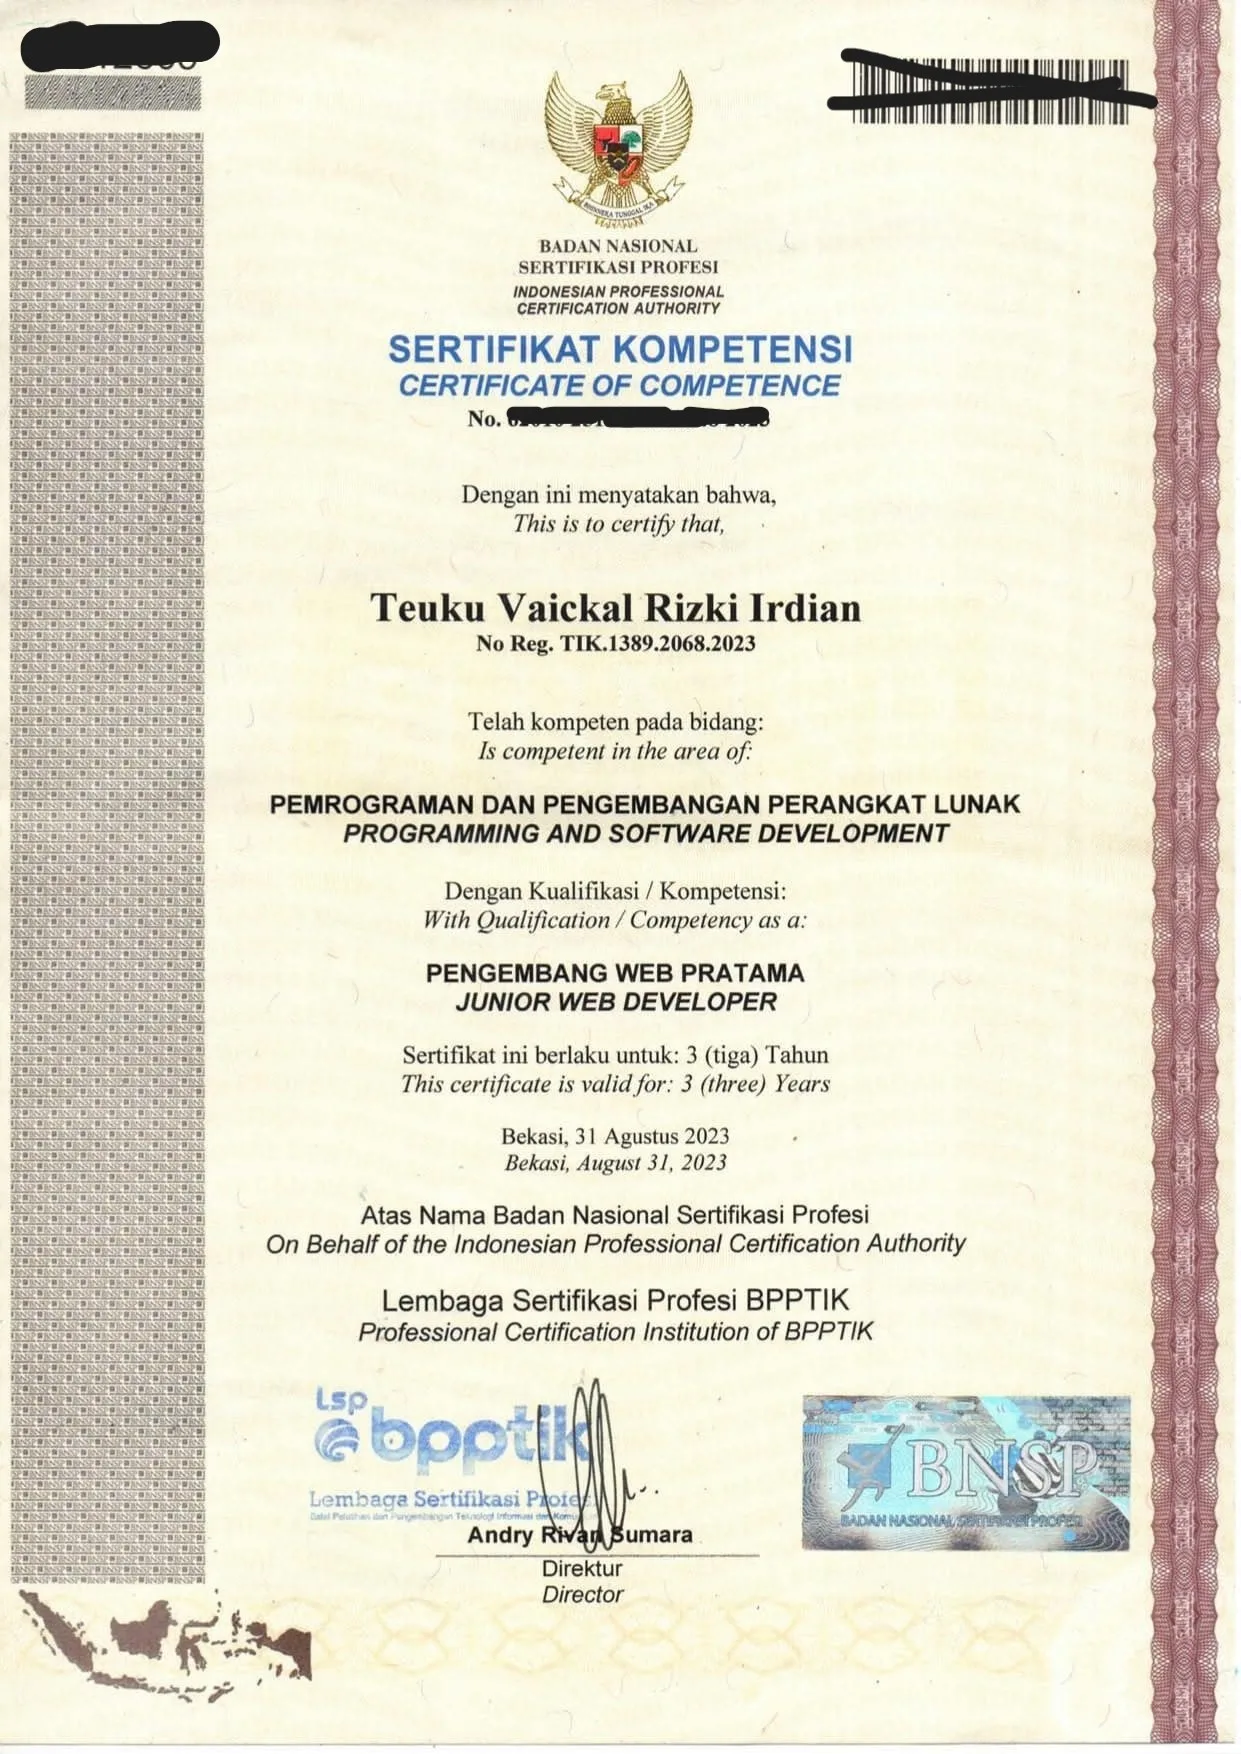 BHINNEKA TUNGGAL IKA
BADAN NASIONAL
SERTIFIKASI PROFESI
INDONESIAN PROFESSIONAL
CERTIFICATION AUTHORITY
SERTIFIKAT KOMPETENSI
CERTIFICATE OF COMPETENCE
No.
Dengan ini menyatakan bahwa,
This is to certify that,
Teuku Vaickal Rizki Irdian
No Reg. TIK.1389.2068.2023
Telah kompeten pada bidang:
Is competent in the area of:
PEMROGRAMAN DAN PENGEMBANGAN PERANGKAT LUNAK
PROGRAMMING AND SOFTWARE DEVELOPMENT
Dengan Kualifikasi / Kompetensi:
With Qualification / Competency as a:
PENGEMBANG WEB PRATAMA
JUNIOR WEB DEVELOPER
Sertifikat ini berlaku untuk: 3 (tiga) Tahun
This certificate is valid for: 3 (three) Years
Bekasi, 31 Agustus 2023
Bekasi, August 31, 2023
Atas Nama Badan Nasional Sertifikasi Profesi
On Behalf of the Indonesian Professional Certification Authority
Lembaga Sertifikasi Profesi BPPTIK
Professional Certification Institution of BPPTIK
Lsp
bpptik
Lembaga Sertifikasi Profesi
Balai Pelatihan dan Pengembangan Teknologi Informasi dan
Andry Rivan Sumara
Direktur
Director
BNSP
BADAN NASIONAL SERTIFIKASI PROFESI